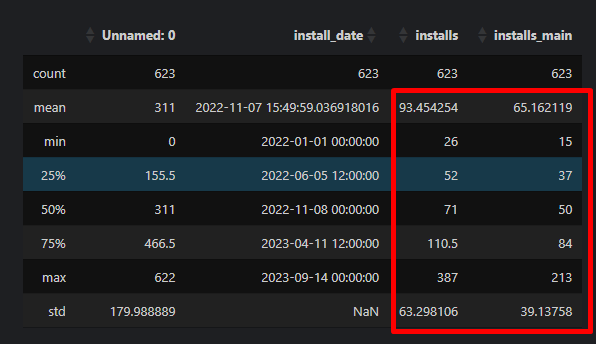 Unnamed: 0 install_date installs installs_main
count 623 623 623 623
mean 311 2022-11-07 15:49:59.036918016 93.454254 65.162119
min 0 2022-01-01 00:00:00 26 15
25% 155.5 2022-06-05 12:00:00 52 37
50% 311 2022-11-08 00:00:00 71 50
75% 466.5 2023-04-11 12:00:00 110.5 84
max 622 2023-09-14 00:00:00 387 213
std 179.988889 NaN 63.298106 39.13758